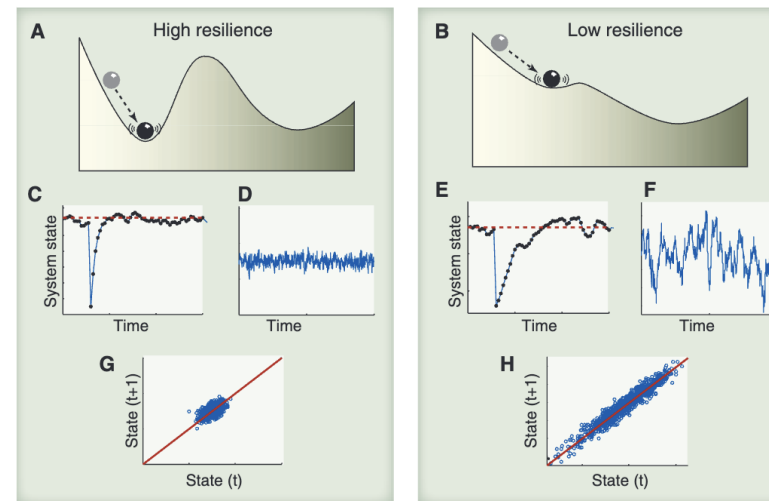 A
High resilience
B
Low resilience
C
D
E
F
System state
System state
Time
Time
Time
Time
G
H
State (t+1)
State (t+1)
State (t)
State (t)